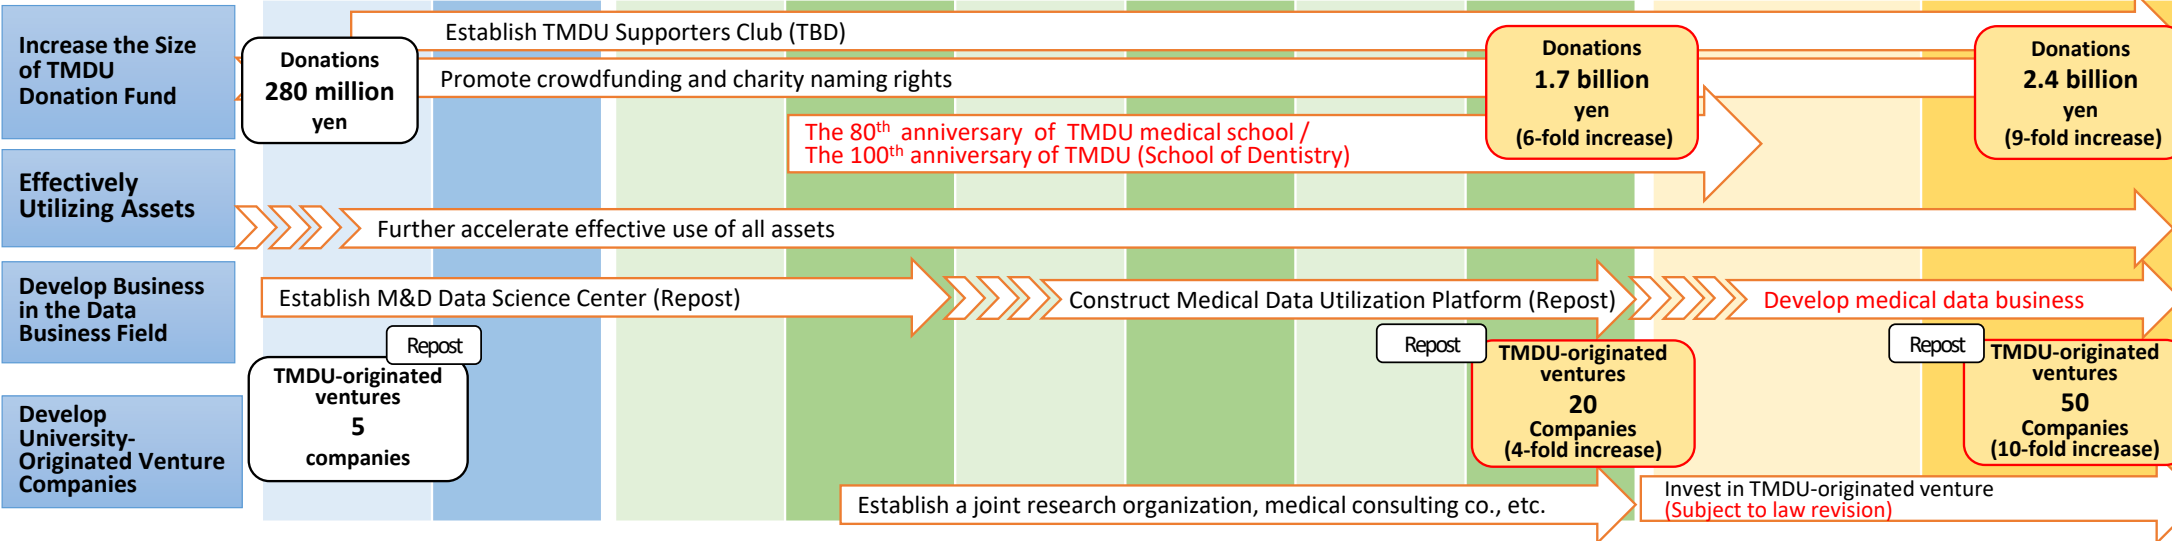 Increase the Size
of TMDU
Donation Fund
Donations
280 million
yen
Establish TMDU Supporters Club (TBD)
Promote crowdfunding and charity naming rights
The 80th anniversary of TMDU medical school /
The 100th anniversary of TMDU (School of Dentistry)
Donations
1.7 billion
yen
(6-fold increase)
Donations
2.4 billion
yen
(9-fold increase)
Effectively
Utilizing Assets
Further accelerate effective use of all assets
Develop Business
in the Data
Business Field
Establish M&D Data Science Center (Repost)
Construct Medical Data Utilization Platform (Repost)
Develop medical data business
Develop
University-
Originated Venture
Companies
Repost
TMDU-originated
ventures
5
companies
Repost
TMDU-originated
ventures
20
Companies
(4-fold increase)
Repost
TMDU-originated
ventures
50
Companies
(10-fold increase)
Establish a joint research organization, medical consulting co., etc.
Invest in TMDU-originated venture
(Subject to law revision)